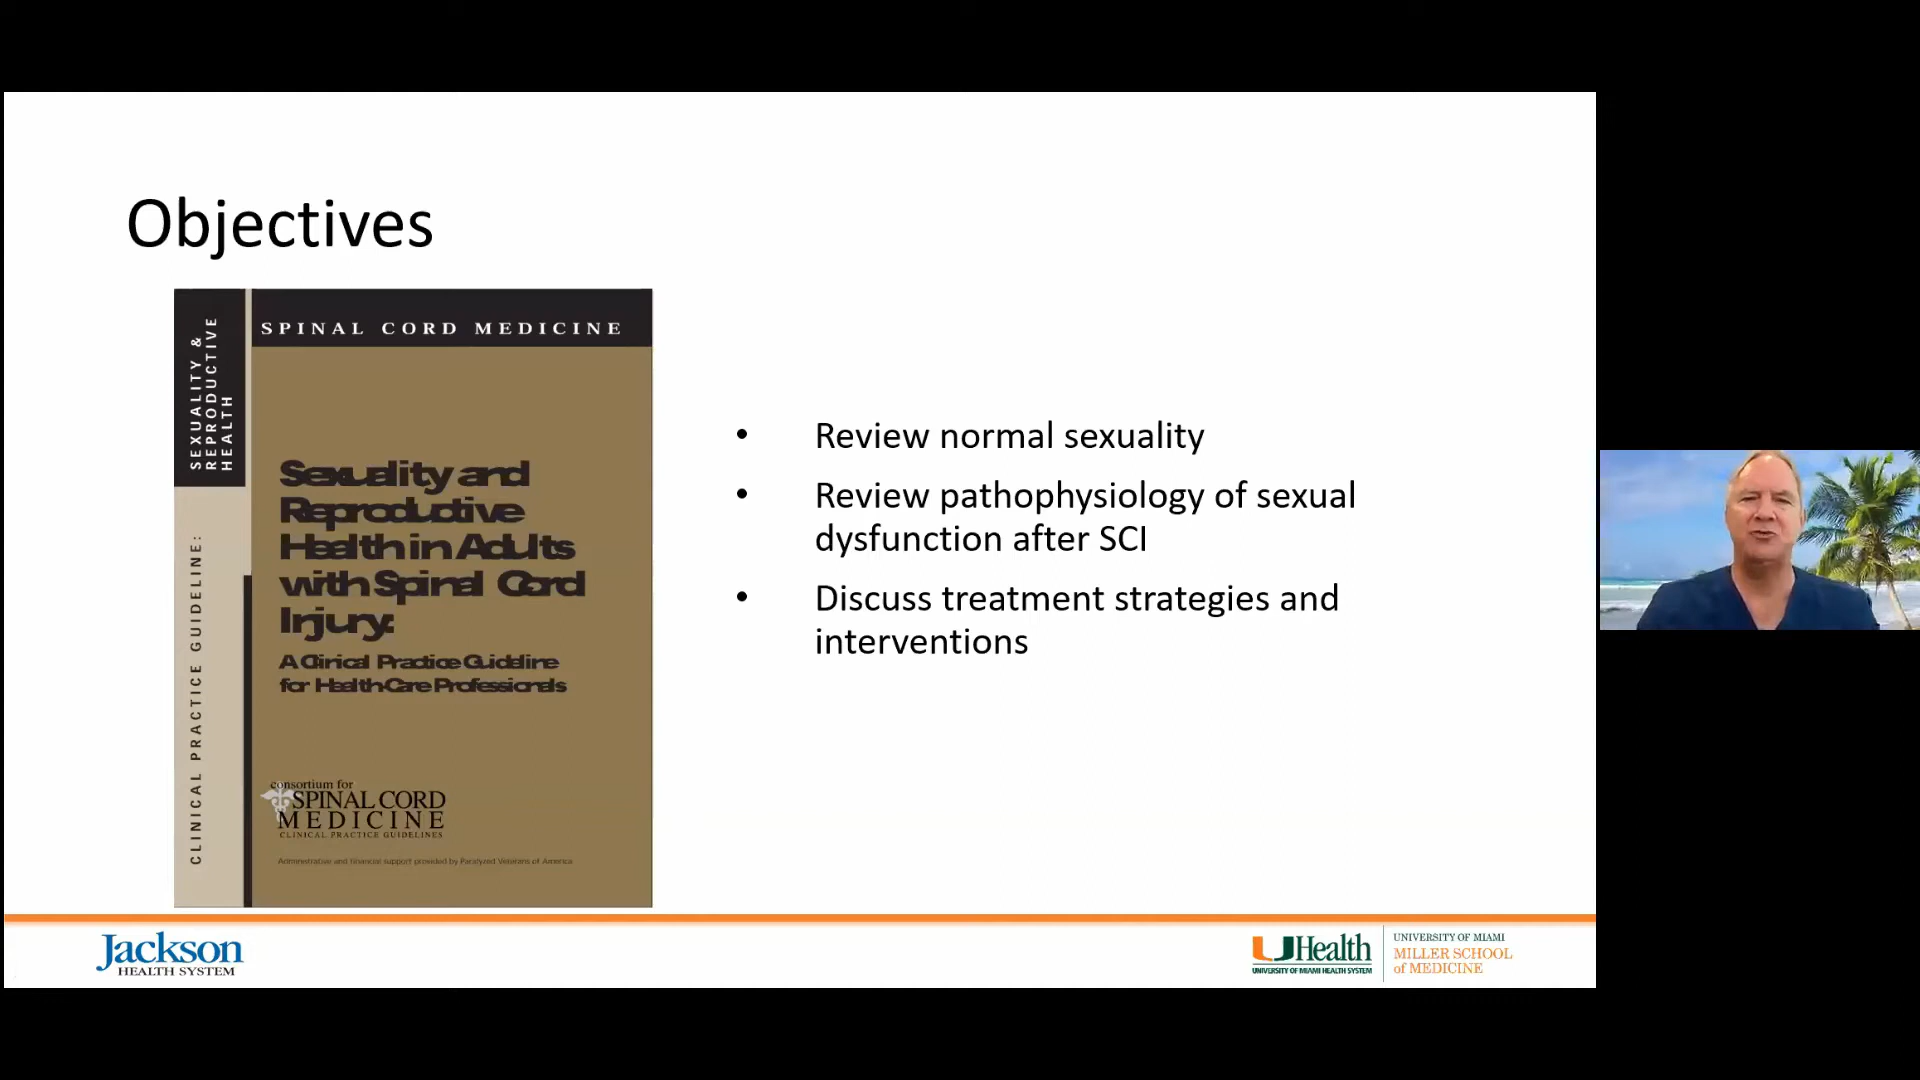 Objectives
SPINAL CORD MEDICINE
SEXUALITY &
REPRODUCTIVE
HEALTH
CLINICAL PRACTICE GUIDELINE:
Sexuality and
Reproductive
Health in Adults
with Spinal Cord
Injury:
A Clinical Practice Guideline
for Health-Care Professionals
consortium for
SPINAL CORD
MEDICINE
CLINICAL PRACTICE GUIDELINES
Administrative and financial support provided by Paralyzed Veterans of America
• Review normal sexuality
• Review pathophysiology of sexual
dysfunction after SCI
• Discuss treatment strategies and
interventions
Jackson
HEALTH SYSTEM
UHealth
UNIVERSITY OF MIAMI HEALTH SYSTEM
UNIVERSITY OF MIAMI
MILLER SCHOOL
of MEDICINE